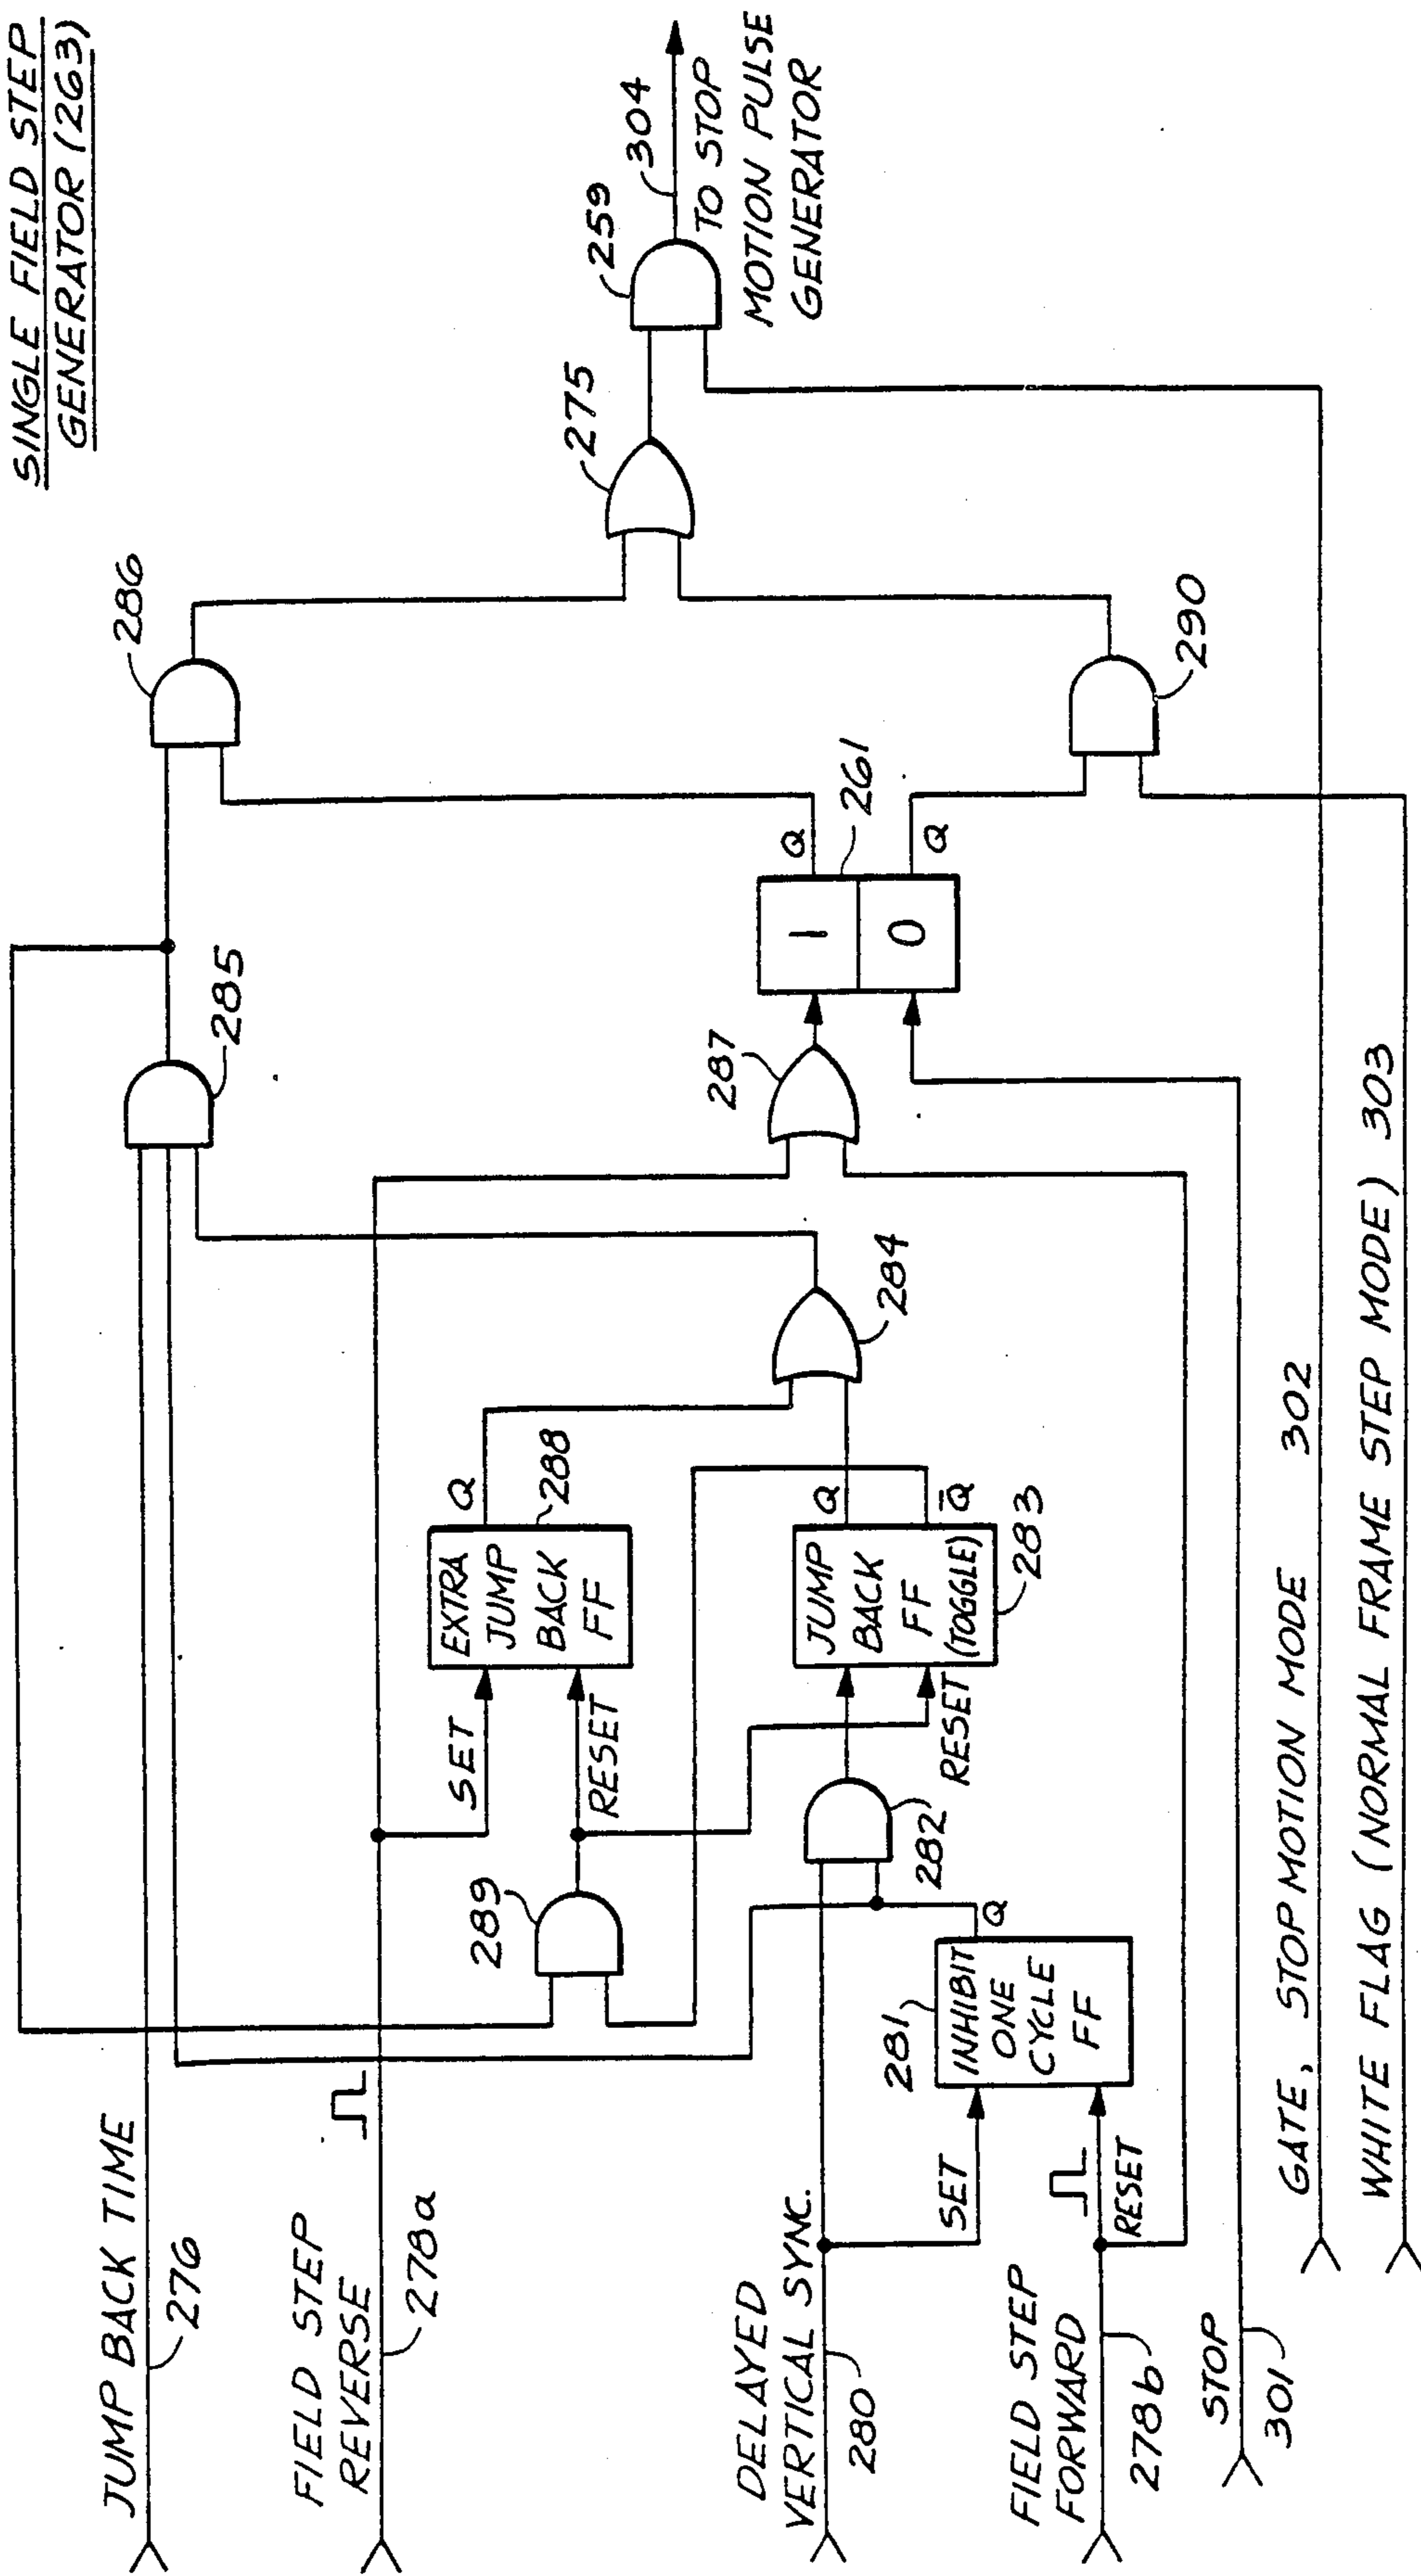 SINGLE FIELD STEP
GENERATOR (263)
JUMP BACK TIME
276
FIELD STEP
REVERSE
278a
DELAYED
VERTICAL SYNC.
280
FIELD STEP
FORWARD
278b
STOP
301
GATE, STOP MOTION MODE 302
WHITE FLAG (NORMAL FRAME STEP MODE) 303
SET
RESET
281
INHIBIT
ONE
CYCLE
FF
Q
282
289
SET
RESET
EXTRA
JUMP
BACK
FF
Q
288
RESET
JUMP
BACK
FF
(TOGGLE)
Q
Q̅
283
284
285
287
1
0
Q
Q
261
286
290
275
259
304
TO STOP
MOTION PULSE
GENERATOR